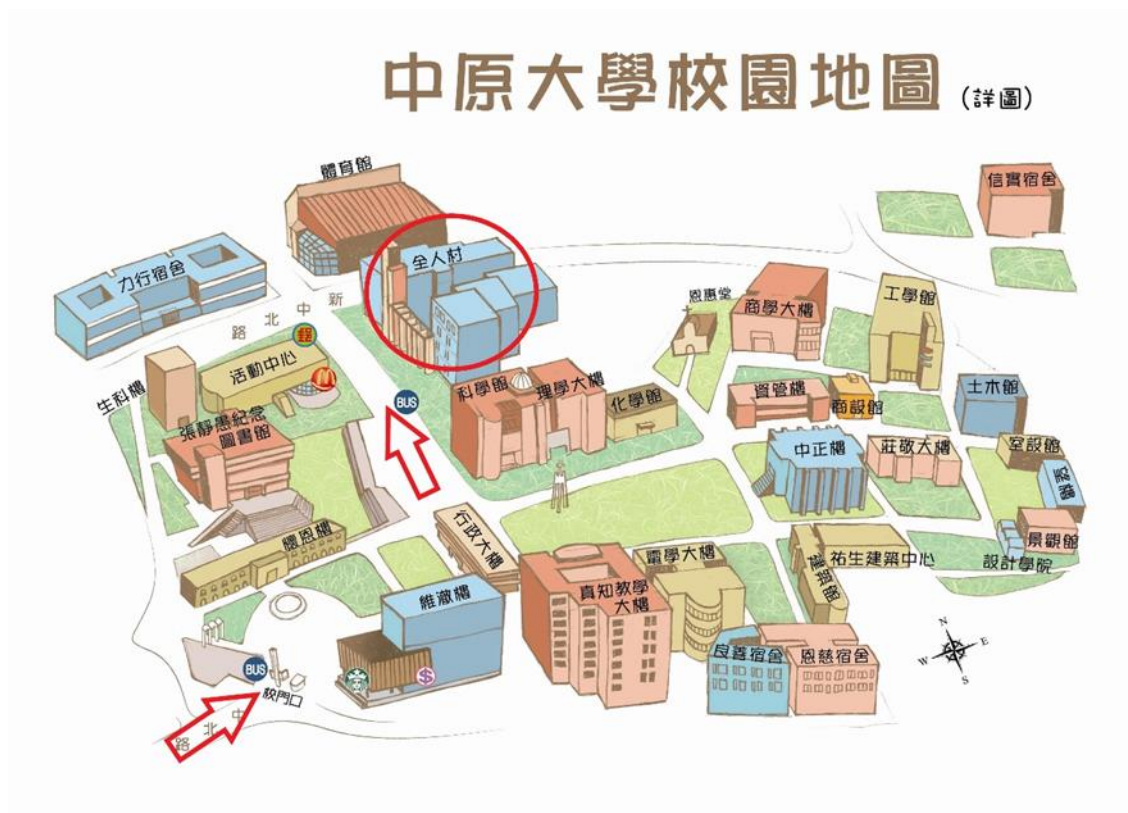 中原大學校園地圖 (詳圖)
體育館
信實宿舍
全人村
力行宿舍
新中北路
恩惠堂
商學大樓
工學館
郵
活動中心
生科樓
BUS
科學館
理學大樓
化學館
資管樓
商設館
土木館
張靜愚紀念
圖書館
中正樓
莊敬大樓
室設館
行政大樓
懷恩樓
電學大樓
建築館
祐生建築中心
景觀館
設計學院
維澈樓
真知教學
大樓
良善宿舍
恩慈宿舍
N
W
E
S
BUS
$
校門口
中北路